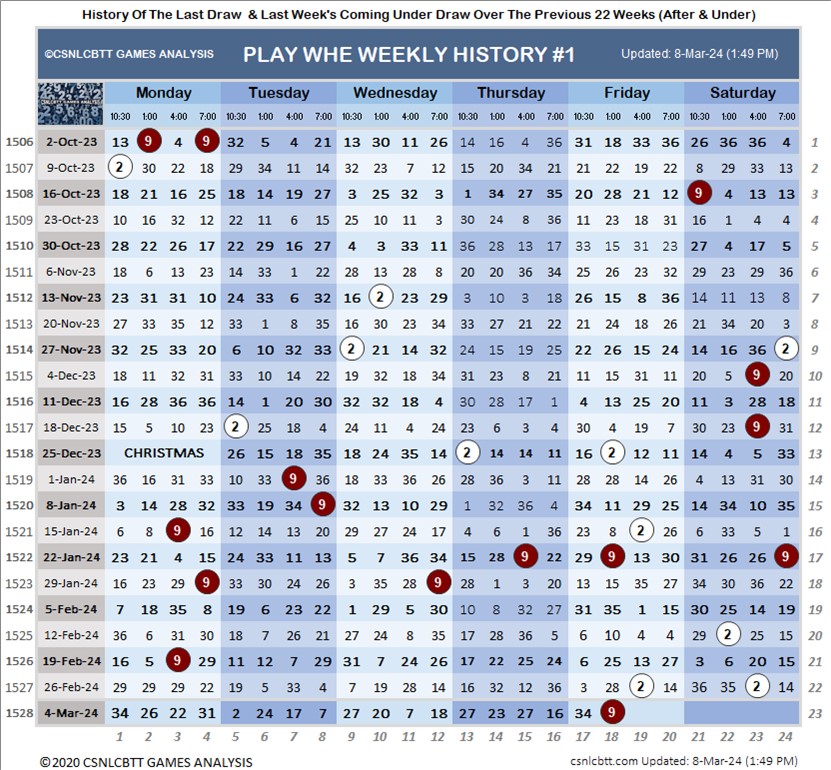 History Of The Last Draw & Last Week's Coming Under Draw Over The Previous 22 Weeks (After & Under)
©CSNLCBTT GAMES ANALYSIS PLAY WHE WEEKLY HISTORY #1 Updated: 8-Mar-24 (1:49 PM)
Monday Tuesday Wednesday Thursday Friday Saturday
10:30 1:00 4:00 7:00 10:30 1:00 4:00 7:00 10:30 1:00 4:00 7:00 10:30 1:00 4:00 7:00 10:30 1:00 4:00 7:00 10:30 1:00 4:00 7:00
1506 2-Oct-23 13 9 4 9 32 5 4 21 13 30 11 26 14 16 4 36 31 18 33 36 26 36 36 4 1
1507 9-Oct-23 2 30 22 18 29 34 11 14 32 23 7 12 15 20 34 21 21 22 19 22 8 29 33 13 2
1508 16-Oct-23 18 21 16 25 18 14 19 27 3 25 32 3 1 34 27 35 20 28 21 12 9 4 13 13 3
1509 23-Oct-23 10 16 32 12 22 11 6 15 25 10 11 3 30 24 8 36 11 23 18 31 16 1 4 4 4
1510 30-Oct-23 28 22 26 17 22 29 16 27 4 3 33 11 36 28 13 17 33 15 31 23 27 4 17 5 5
1511 6-Nov-23 18 6 13 23 14 33 1 22 28 13 28 8 20 20 36 34 25 26 23 32 29 23 29 36 6
1512 13-Nov-23 23 31 31 10 24 33 6 32 16 2 23 29 3 10 3 18 26 15 8 36 14 11 13 8 7
1513 20-Nov-23 27 33 12 12 33 1 8 35 16 30 23 34 33 27 21 22 21 24 18 26 21 34 20 3 8
1514 27-Nov-23 32 25 33 20 6 10 32 33 2 21 14 32 24 15 19 25 22 26 15 24 14 16 36 2 9
1515 4-Dec-23 18 11 32 31 33 10 14 22 19 32 18 34 31 23 8 21 11 15 31 11 20 5 9 20 10
1516 11-Dec-23 16 28 36 36 14 1 20 30 32 32 18 4 30 28 17 1 4 13 25 20 11 3 28 18 11
1517 18-Dec-23 15 5 10 23 2 25 18 4 24 11 4 24 23 6 3 4 30 4 19 7 30 23 9 31 12
1518 25-Dec-23 CHRISTMAS 26 15 18 35 18 24 35 14 2 14 14 11 16 2 12 11 14 4 5 33 13
1519 1-Jan-24 36 16 31 31 10 33 9 36 18 33 36 26 28 36 3 11 28 28 14 26 4 13 31 30 14
1520 8-Jan-24 3 14 28 32 33 19 34 9 32 13 10 29 1 32 36 4 34 11 29 25 14 34 10 35 15
1521 15-Jan-24 6 8 9 16 12 14 13 20 29 27 24 17 4 6 1 36 23 19 2 26 6 33 5 1 16
1522 22-Jan-24 23 21 4 15 24 33 11 13 5 7 36 34 15 28 9 22 29 9 13 30 31 26 26 9 17
1523 29-Jan-24 16 23 29 9 33 30 24 26 3 35 28 9 28 1 3 20 13 15 35 27 34 30 36 22 18
1524 5-Feb-24 7 18 35 8 19 6 23 22 1 29 5 30 10 8 32 27 31 35 1 15 30 25 14 19 19
1525 12-Feb-24 36 6 31 30 18 7 26 21 27 24 8 35 17 28 36 5 6 10 4 4 29 2 25 15 20
1526 19-Feb-24 16 5 9 29 11 12 7 29 31 7 24 26 17 22 25 24 6 25 13 27 3 6 20 15 21
1527 26-Feb-24 29 29 29 22 19 5 33 4 7 19 28 14 16 32 12 36 3 28 2 14 36 35 2 14 22
1528 4-Mar-24 34 26 22 31 2 24 17 7 27 20 7 18 27 23 27 16 34 9 23
1 2 3 4 5 6 7 8 9 10 11 12 13 14 15 16 17 18 19 20 21 22 23 24
©2020 CSNLCBTT GAMES ANALYSIS csnlcbtt.com Updated: 8-Mar-24 (1:49 PM)